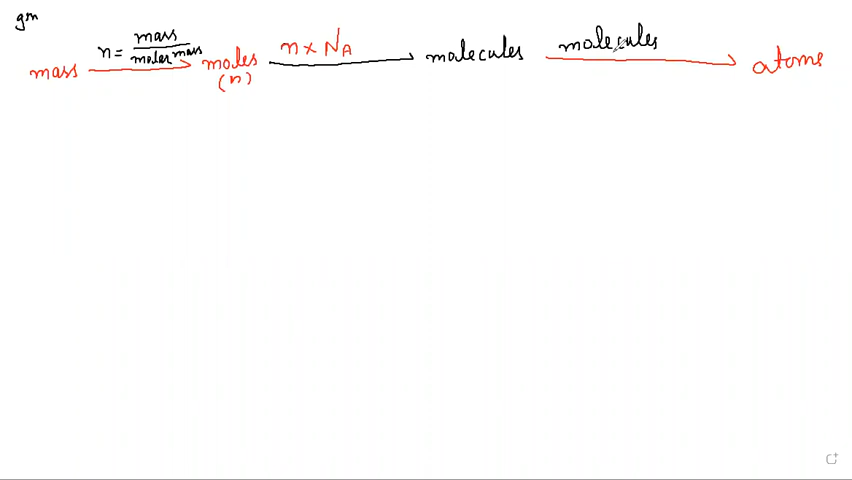 gm
n = mass / molar mass
n × NA
molecules
mass
moles
molecules
atoms
(n)